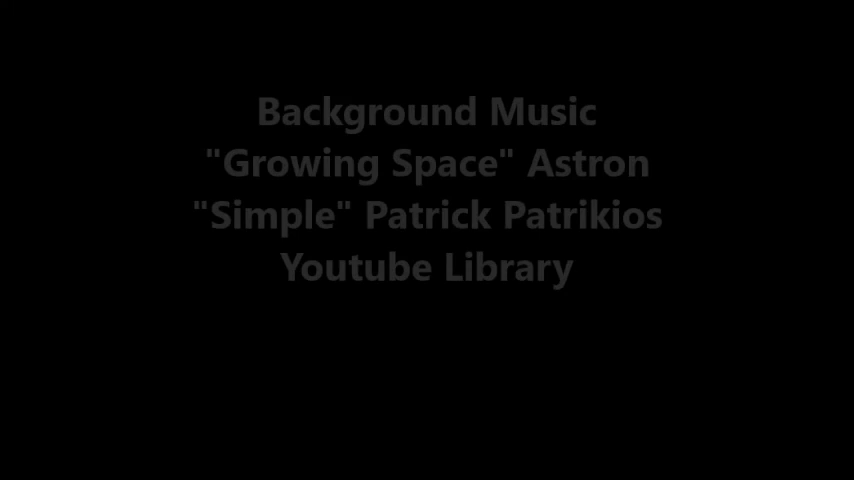 Background Music
"Growing Space" Astron
"Simple" Patrick Patrikios
Youtube Library